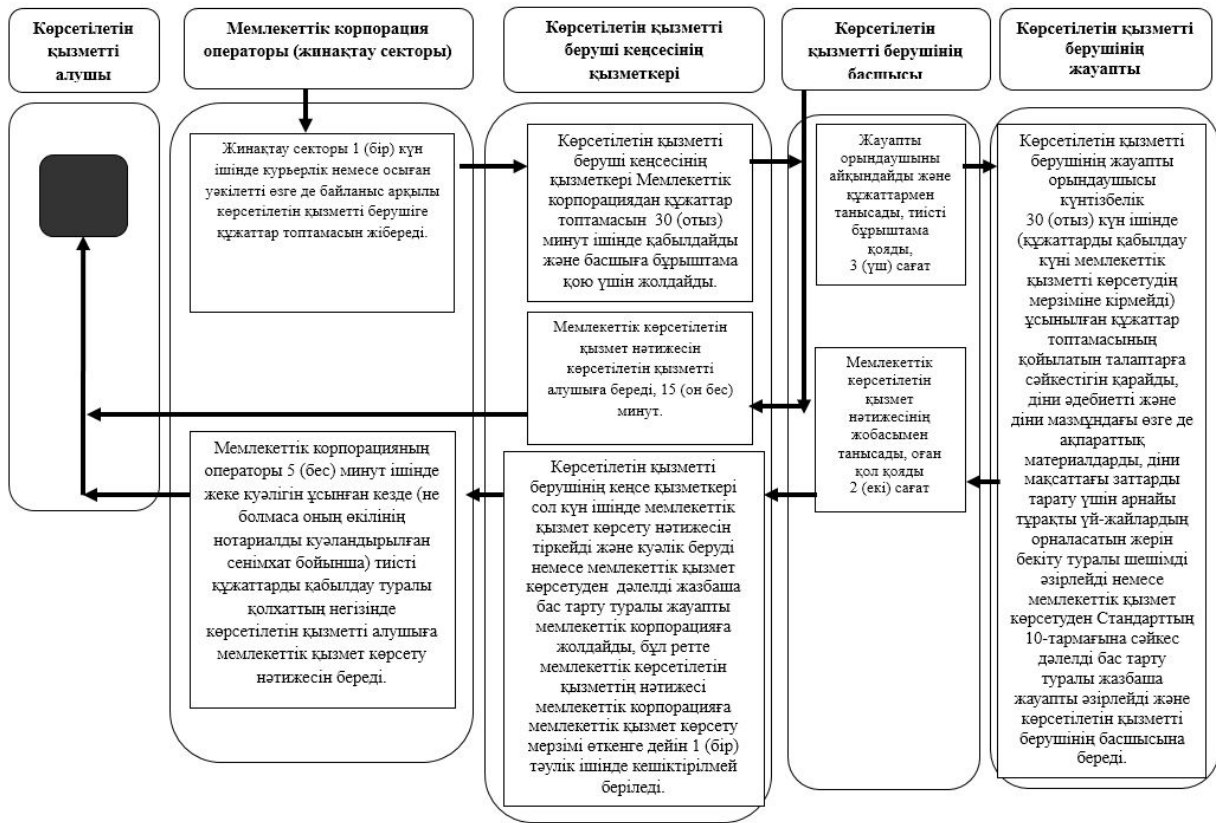 Көрсетілетін
қызметті
алушы
Мемлекеттік корпорация
операторы (жинақтау секторы)
Көрсетілетін қызметті
беруші кеңсесінің
қызметкері
Көрсетілетін
қызметті берушінің
басшысы
Көрсетілетін қызметті
берушінің
жауапты
Жинақтау секторы 1 (бір) күн
ішінде курьерлік немесе осыған
уәкілетті өзге де байланыс арқылы
көрсетілетін қызметті берушіге
құжаттар топтамасын жібереді.
Көрсетілетін қызметті
беруші кеңсесінің
қызметкері Мемлекеттік
корпорациядан құжаттар
топтамасын 30 (отыз)
минут ішінде қабылдайды
және басшыға бұрыштама
қою үшін жолдайды.
Жауапты
орындаушыны
айқындайды және
құжаттармен
танысады, тиісті
бұрыштама
қояды,
3 (үш) сағат
Көрсетілетін қызметті
берушінің жауапты
орындаушысы
күнтізбелік
30 (отыз) күн ішінде
(құжаттарды қабылдау
күні мемлекеттік
қызметті көрсетудің
мерзіміне кірмейді)
ұсынылған құжаттар
топтамасының
қойылатын талаптарға
сәйкестігін қарайды,
діни әдебиетті және
діни мазмұндағы өзге де
ақпараттық
материалдарды, діни
мақсаттағы заттарды
тарату үшін арнайы
тұрақты үй-жайлардың
орналасатын жерін
бекіту туралы шешімді
әзірлейді немесе
мемлекеттік қызмет
көрсетуден Стандарттың
10-тармағына сәйкес
дәлелді бас тарту
туралы жазбаша
жауапты әзірлейді және
көрсетілетін қызметті
берушінің басшысына
береді.
Мемлекеттік көрсетілетін
қызмет нәтижесін
көрсетілетін қызметті
алушыға береді, 15 (он бес)
минут.
Мемлекеттік
көрсетілетін
қызмет
нәтижесінің
жобасымен
танысады, оған
қол қояды
2 (екі) сағат
Мемлекеттік корпорацияның
операторы 5 (бес) минут ішінде
жеке куәлігін ұсынған кезде (не
болмаса оның өкілінің
нотариалды куәландырылған
сенімхат бойынша) тиісті
құжаттарды қабылдау туралы
қолхаттың негізінде
көрсетілетін қызметті алушыға
мемлекеттік қызмет көрсету
нәтижесін береді.
Көрсетілетін қызметті
берушінің кеңсе қызметкері
сол күн ішінде мемлекеттік
қызмет көрсету нәтижесін
тіркейді және куәлік беруді
немесе мемлекеттік қызмет
көрсетуден дәлелді жазбаша
бас тарту туралы жауапты
мемлекеттік корпорацияға
жолдайды, бұл ретте
мемлекеттік көрсетілетін
қызметтің нәтижесі
мемлекеттік корпорацияға
мемлекеттік қызмет көрсету
мерзімі өткенге дейін 1 (бір)
тәулік ішінде кешіктірілмей
беріледі.